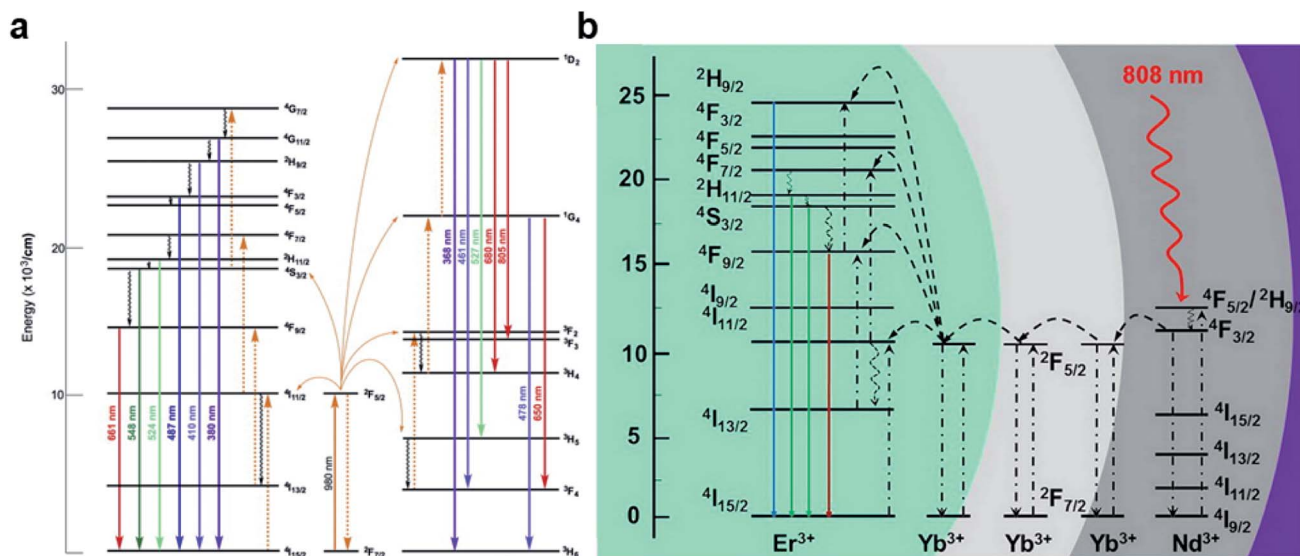 a
Energy (x 10³/cm)
30
20
10
⁴G₇/₂
⁴G₁₁/₂
²H₉/₂
⁴F₃/₂
⁴F₅/₂
⁴F₇/₂
²H₁₁/₂
⁴S₃/₂
⁴F₉/₂
⁴I₁₁/₂
⁴I₁₃/₂
⁴I₁₅/₂
661 nm
548 nm
524 nm
487 nm
410 nm
380 nm
²F₅/₂
980 nm
²F₇/₂
¹D₂
¹G₄
368 nm
461 nm
527 nm
680 nm
805 nm
³F₂
³F₃
³H₄
478 nm
650 nm
³H₅
³F₄
³H₆
b
25
20
15
10
5
0
²H₉/₂
⁴F₃/₂
⁴F₅/₂
⁴F₇/₂
²H₁₁/₂
⁴S₃/₂
⁴F₉/₂
⁴I₉/₂
⁴I₁₁/₂
⁴I₁₃/₂
⁴I₁₅/₂
808 nm
⁴F₅/₂/²H₉/₂
⁴F₃/₂
²F₅/₂
⁴I₁₅/₂
⁴I₁₃/₂
⁴I₁₁/₂
²F₇/₂
⁴I₉/₂
Er³⁺ Yb³⁺ Yb³⁺ Yb³⁺ Nd³⁺